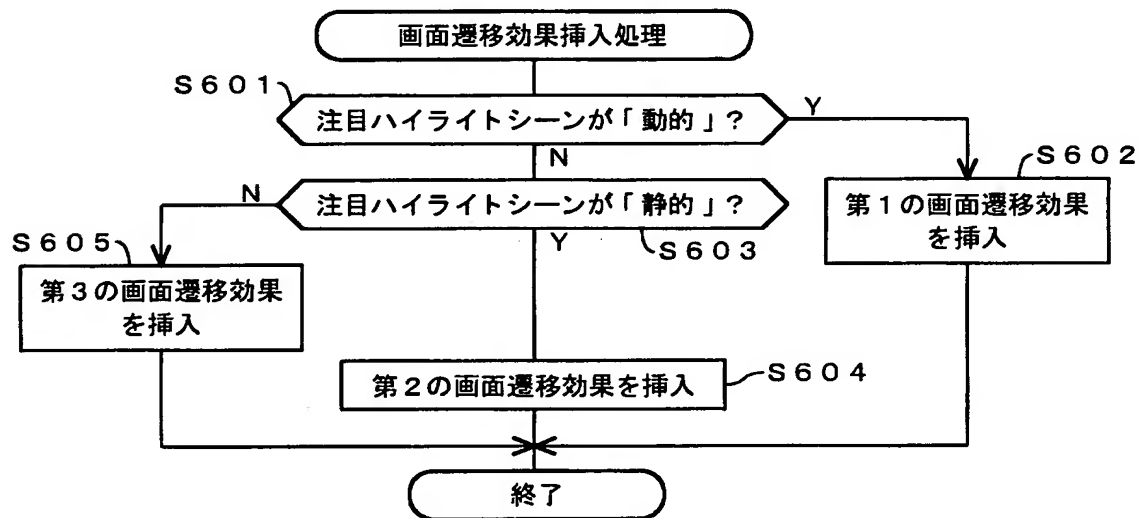 画面遷移効果挿入処理
S601
注目ハイライトシーンが「動的」?
Y
N
S602
第1の画面遷移効果
を挿入
N
注目ハイライトシーンが「静的」?
Y
S603
S605
第3の画面遷移効果
を挿入
第2の画面遷移効果を挿入
S604
終了